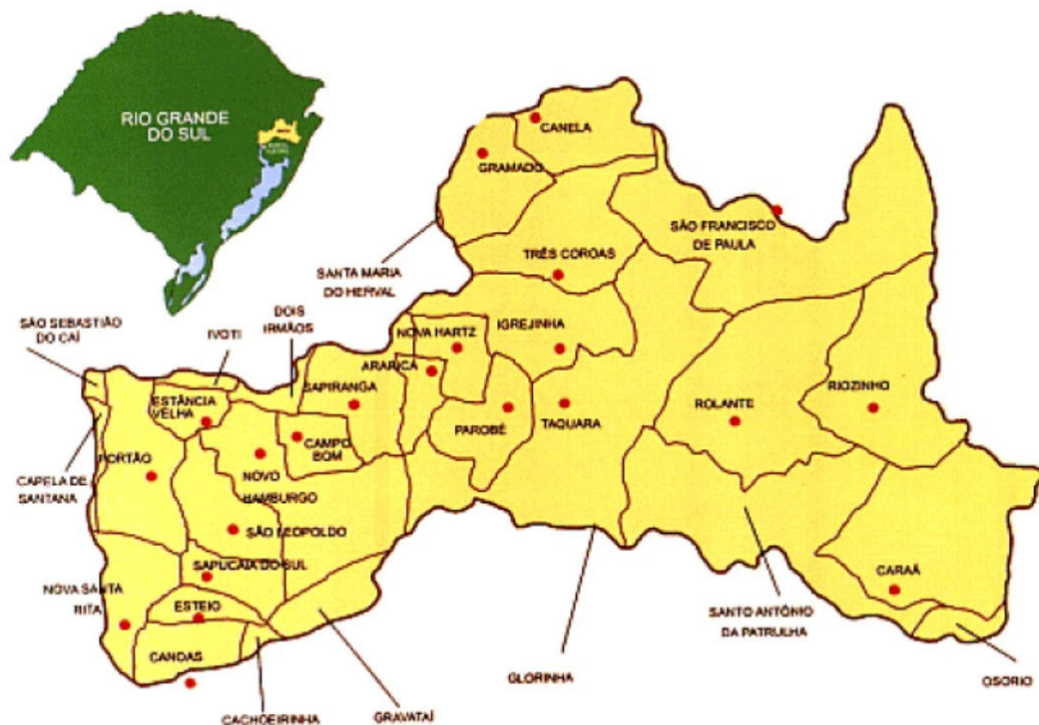 RIO GRANDE
DO SUL
CANELA
GRAMADO
SÃO FRANCISCO
DE PAULA
TRÊS COROAS
SANTA MARIA
DO HERVAL
SÃO SEBASTIÃO
DO CAÍ
IVOTI
DOIS
IRMÃOS
NOVA HARTZ
IGREJINHA
ARARICA
SAPIRANGA
ESTÂNCIA
VELHA
RIOZINHO
ROLANTE
TAQUARA
PAROBÉ
CAMPO
BOM
PORTÃO
NOVO
HAMBURGO
CAPELA DE
SANTANA
SÃO LEOPOLDO
SAPUCAIA DO SUL
NOVA SANTA
RITA
ESTEIO
CARAÁ
SANTO ANTÔNIO
DA PATRULHA
CANOAS
GLORINHA
OSORIO
CACHOEIRINHA
GRAVATAÍ